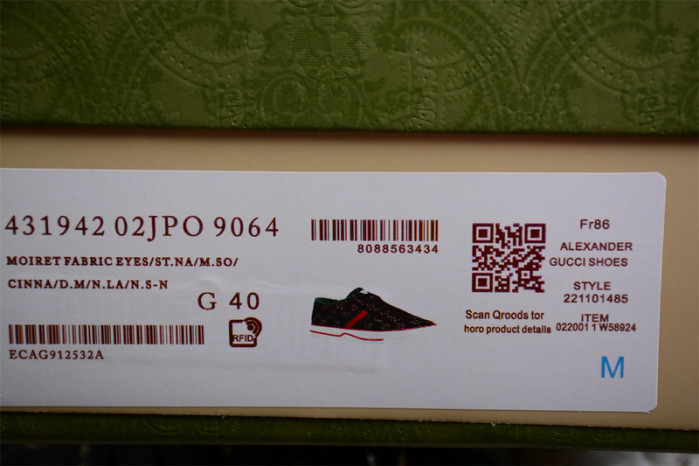 431942 02JPO 9064
MOIRET FABRIC EYES/ST.NA/M.SO/
CINNA/D.M/N.LA/N.S-N
G 40
RFID
ECAG912532A
8088563434
Scan Qroods tor
horo product details
Fr86
ALEXANDER
GUCCI SHOES
STYLE
221101485
ITEM
022001 1 W58924
M